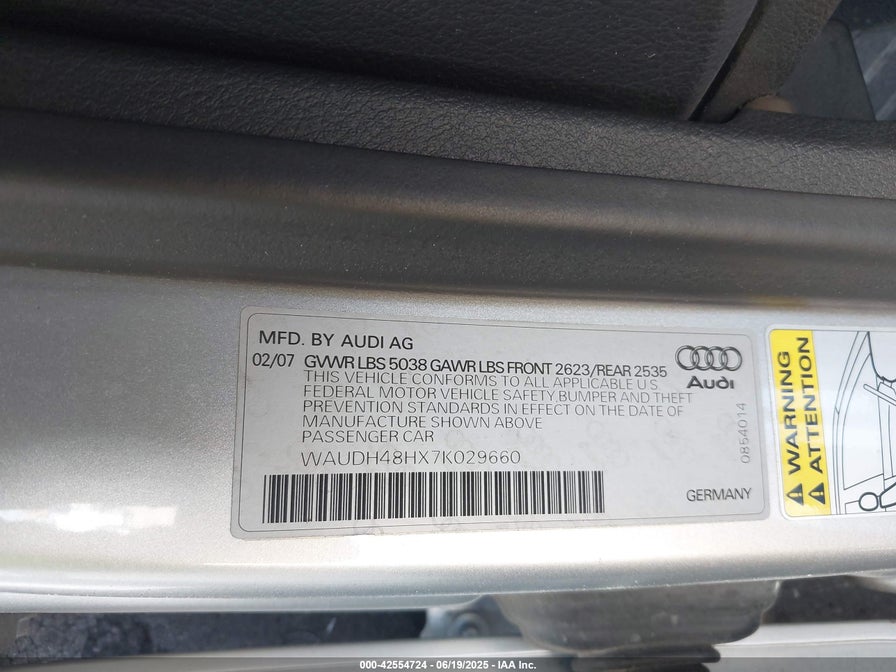 MFD. BY AUDI AG
02/07 GVWR LBS 5038 GAWR LBS FRONT 2623/REAR 2535
THIS VEHICLE CONFORMS TO ALL APPLICABLE U.S.
FEDERAL MOTOR VEHICLE SAFETY,BUMPER AND THEFT
PREVENTION STANDARDS IN EFFECT ON THE DATE OF
MANUFACTURE SHOWN ABOVE
PASSENGER CAR
WAUDH48HX7K029660
Audi
0854014
GERMANY
WARNING
ATTENTION
000-42554724 - 06/19/2025 - IAA Inc.